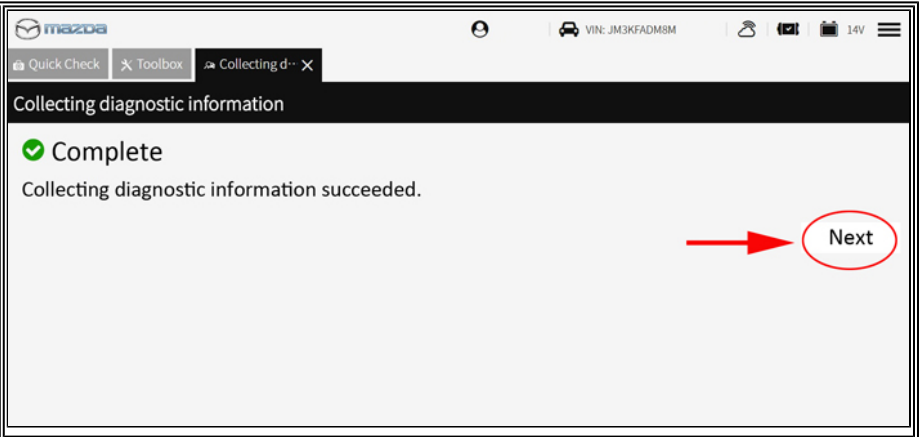 mazda VIN: JM3KFADM8M 14V
Quick Check Toolbox Collecting d··
Collecting diagnostic information
Complete
Collecting diagnostic information succeeded.
Next